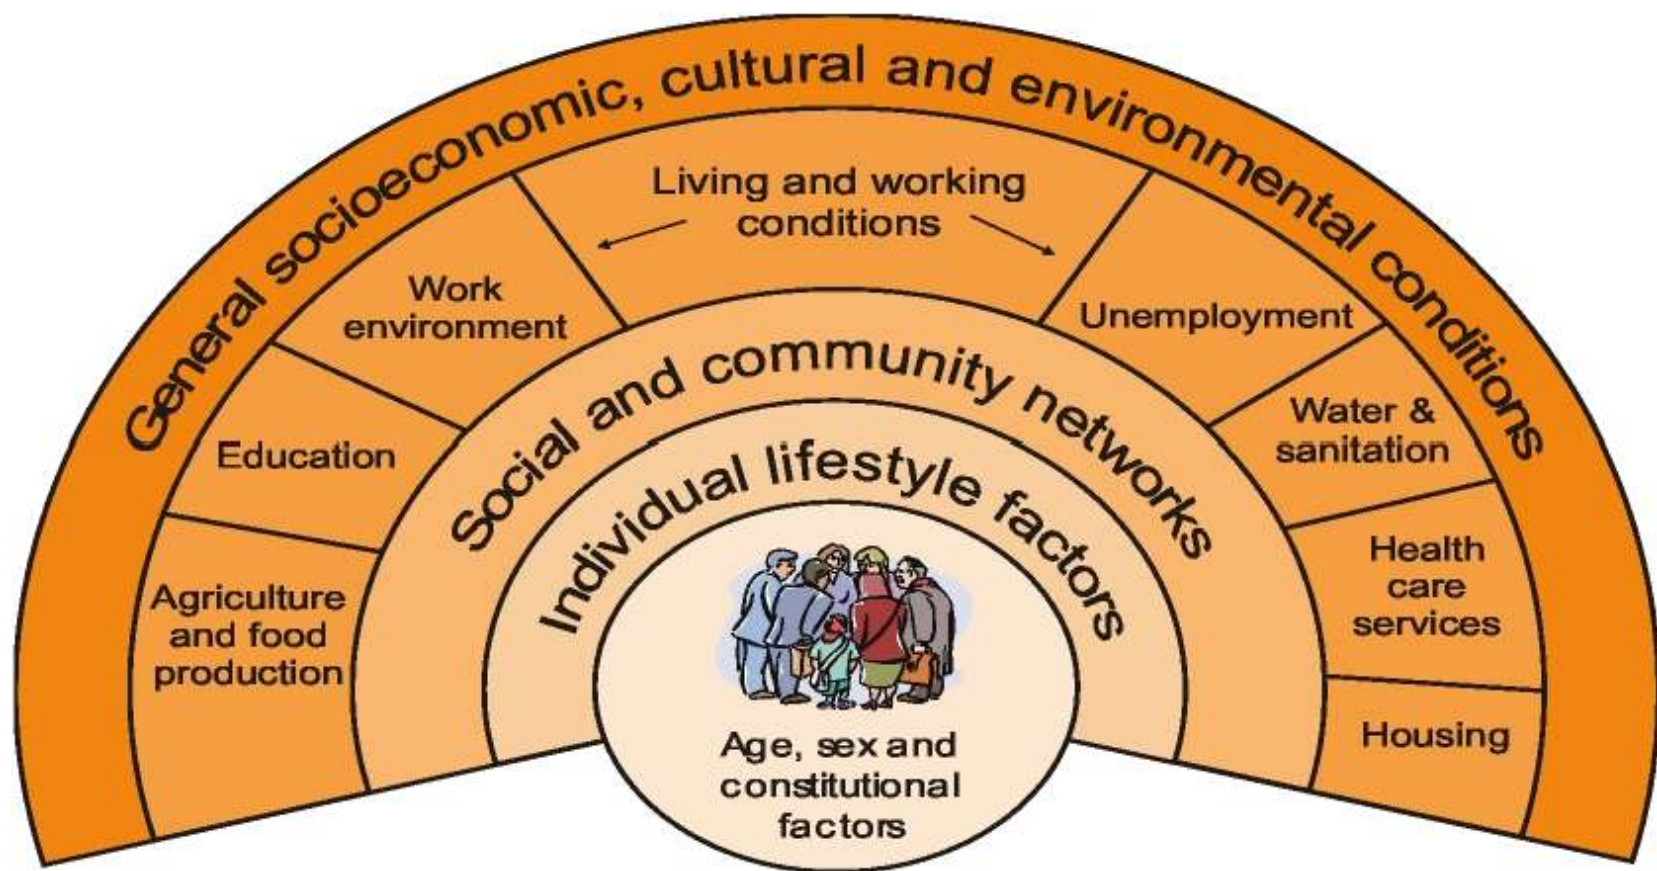 General socioeconomic, cultural and environmental conditions
Living and working
conditions
Work
environment
Unemployment
Education
Water &
sanitation
Agriculture
and food
production
Health
care
services
Housing
Social and community networks
Individual lifestyle factors
Age, sex and
constitutional
factors